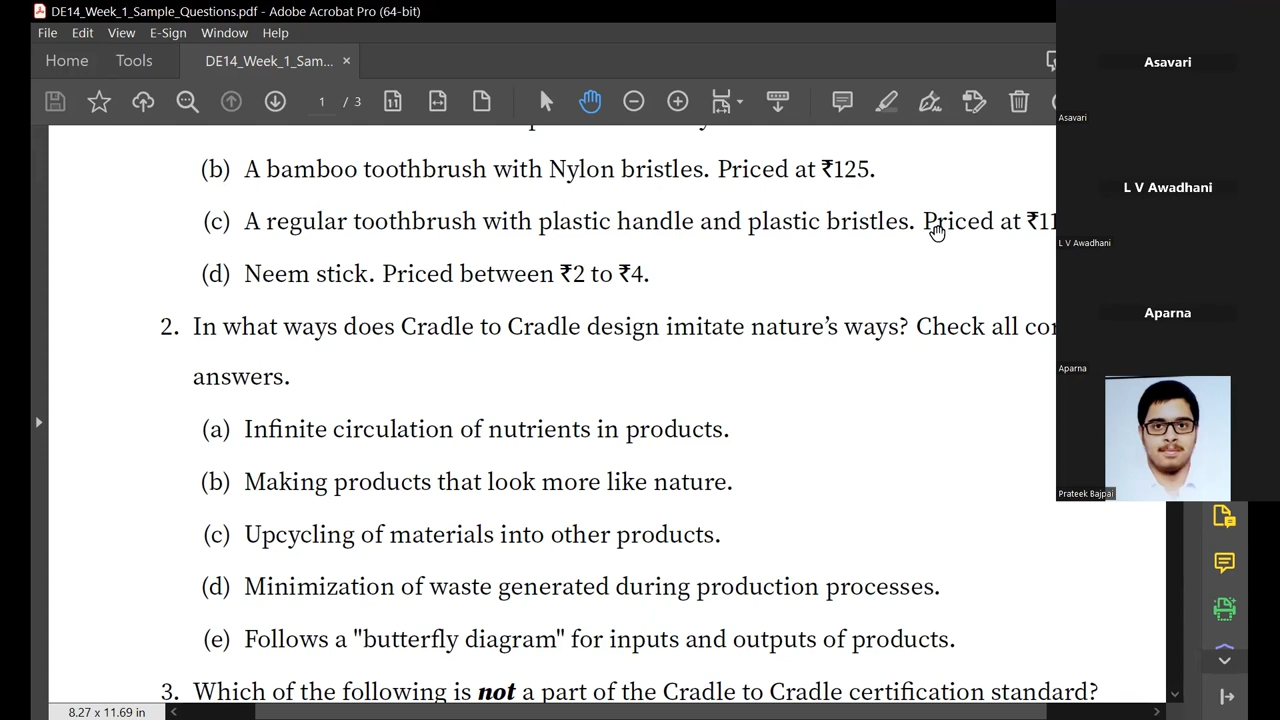 DE14_Week_1_Sample_Questions.pdf - Adobe Acrobat Pro (64-bit)
File Edit View E-Sign Window Help
Home Tools DE14_Week_1_Sam... ×
1 / 3
(b) A bamboo toothbrush with Nylon bristles. Priced at ₹125.
(c) A regular toothbrush with plastic handle and plastic bristles. Priced at ₹11
(d) Neem stick. Priced between ₹2 to ₹4.
2. In what ways does Cradle to Cradle design imitate nature's ways? Check all cor
answers.
(a) Infinite circulation of nutrients in products.
(b) Making products that look more like nature.
(c) Upcycling of materials into other products.
(d) Minimization of waste generated during production processes.
(e) Follows a "butterfly diagram" for inputs and outputs of products.
3. Which of the following is not a part of the Cradle to Cradle certification standard?
8.27 x 11.69 in
Asavari
Asavari
L V Awadhani
L V Awadhani
Aparna
Aparna
Prateek Bajpai